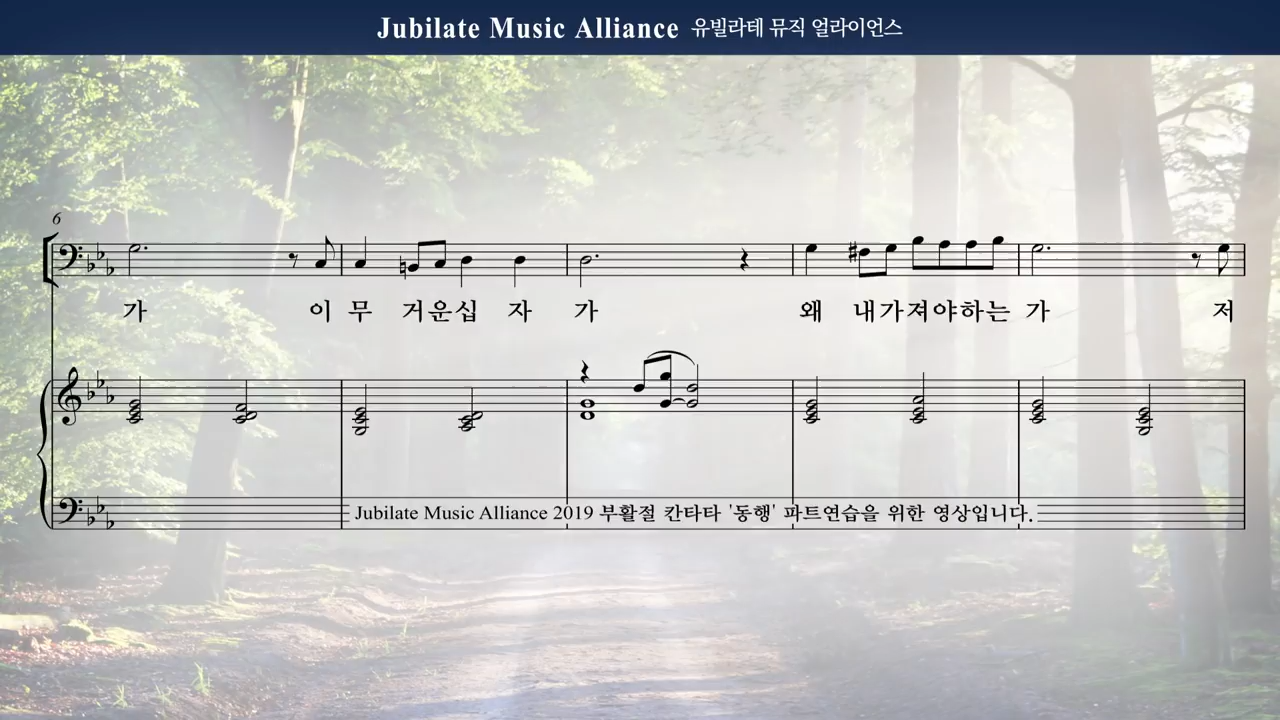 Jubilate Music Alliance 유빌라테 뮤직 얼라이언스
6
가 이 무 거운십 자 가 왜 내가져야하는 가 저
Jubilate Music Alliance 2019 부활절 칸타타 '동행' 파트연습을 위한 영상입니다.